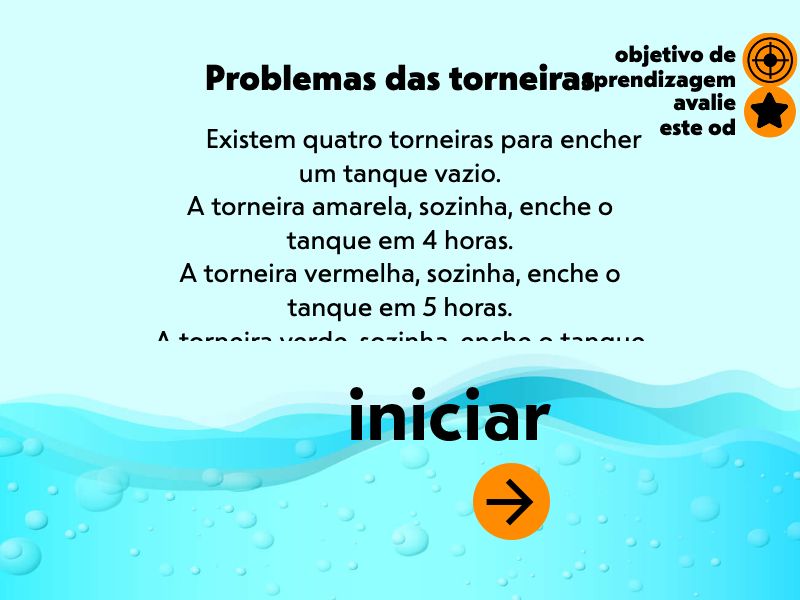 Problemas das torneiras
objetivo de
aprendizagem
avalie
este od
Existem quatro torneiras para encher
um tanque vazio.
A torneira amarela, sozinha, enche o
tanque em 4 horas.
A torneira vermelha, sozinha, enche o
tanque em 5 horas.
A torneira verde, sozinha, enche o tanque
iniciar